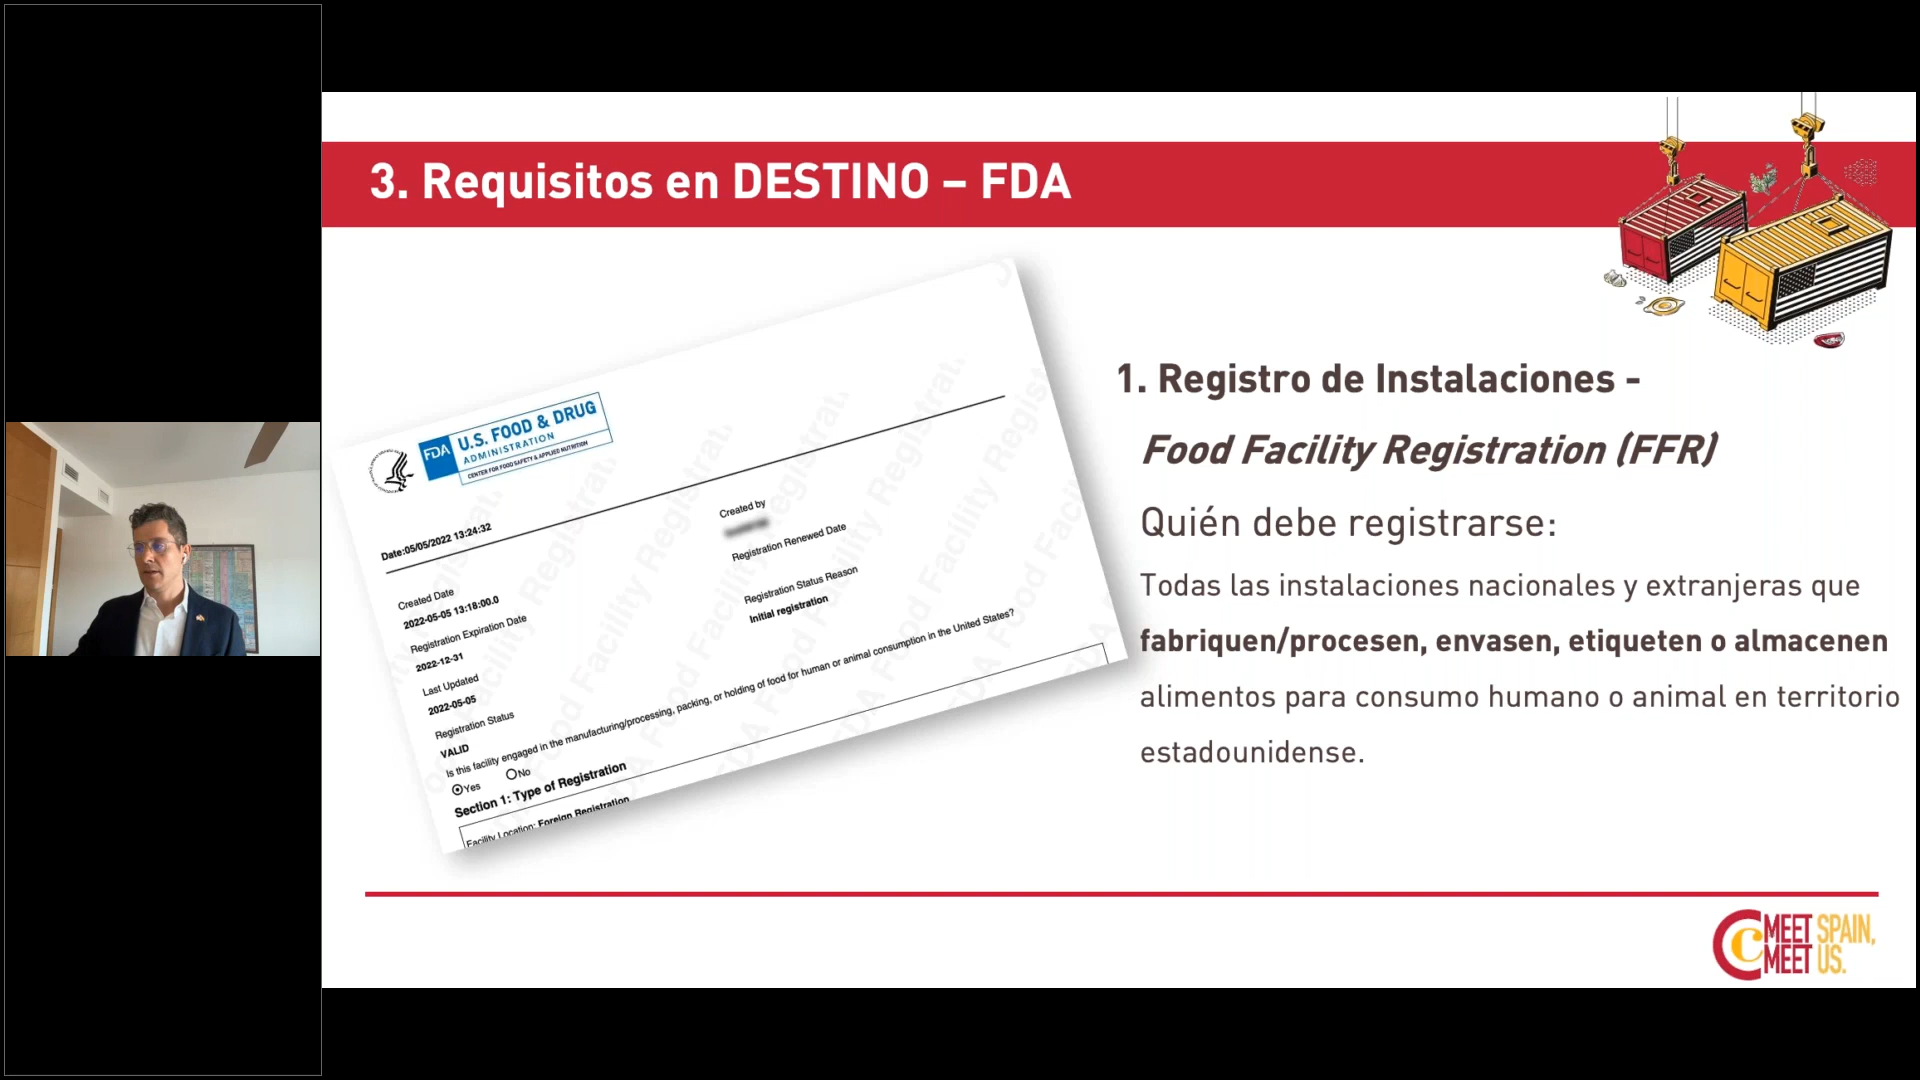 3. Requisitos en DESTINO – FDA
FDA
U.S. FOOD & DRUG
ADMINISTRATION
CENTER FOR FOOD SAFETY & APPLIED NUTRITION
Date:05/05/2022 13:24:32
Created by
Registration Renewed Date
Created Date
2022-05-05 13:18:00.0
Registration Status Reason
Initial registration
Registration Expiration Date
2022-12-31
Last Updated
2022-05-05
Registration Status
VALID
Is this facility engaged in the manufacturing/processing, packing, or holding of food for human or animal consumption in the United States?
Yes No
Section 1: Type of Registration
Facility Location: Foreign Registration
1. Registro de Instalaciones -
Food Facility Registration (FFR)
Quién debe registrarse:
Todas las instalaciones nacionales y extranjeras que
fabriquen/procesen, envasen, etiqueten o almacenen
alimentos para consumo humano o animal en territorio
estadounidense.
MEET SPAIN,
MEET US.